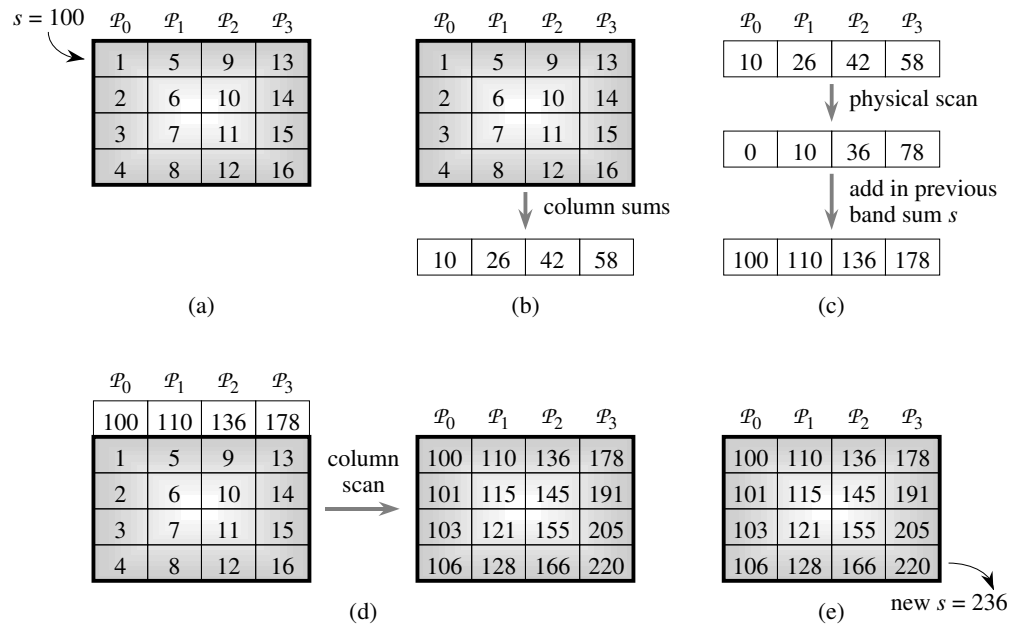 s = 100
P0 P1 P2 P3
1 5 9 13
2 6 10 14
3 7 11 15
4 8 12 16
(a)
P0 P1 P2 P3
1 5 9 13
2 6 10 14
3 7 11 15
4 8 12 16
column sums
10 26 42 58
(b)
P0 P1 P2 P3
10 26 42 58
physical scan
0 10 36 78
add in previous
band sum s
100 110 136 178
(c)
P0 P1 P2 P3
100 110 136 178
1 5 9 13
2 6 10 14
3 7 11 15
4 8 12 16
column
scan
P0 P1 P2 P3
100 110 136 178
101 115 145 191
103 121 155 205
106 128 166 220
(d)
P0 P1 P2 P3
100 110 136 178
101 115 145 191
103 121 155 205
106 128 166 220
new s = 236
(e)